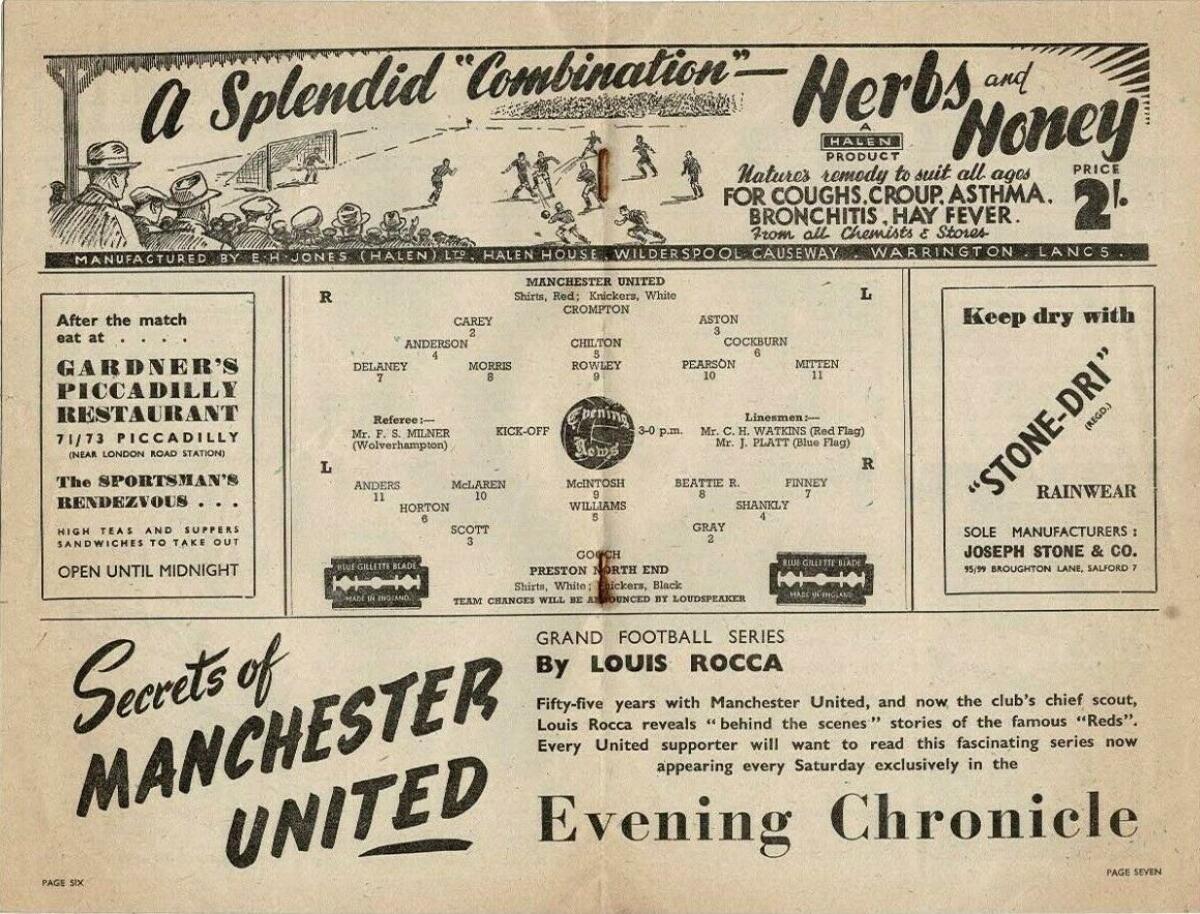 A Splendid "Combination" —
Herbs and Honey
A
HALEN
PRODUCT
Nature's remedy to suit all ages
FOR COUGHS, CROUP, ASTHMA,
BRONCHITIS, HAY FEVER.
From all Chemists & Stores
PRICE
2/-
MANUFACTURED BY E·H·JONES (HALEN) LTD. HALEN HOUSE WILDERSPOOL CAUSEWAY. WARRINGTON. LANCS.
After the match
eat at . . . .
GARDNER'S
PICCADILLY
RESTAURANT
71/73 PICCADILLY
(NEAR LONDON ROAD STATION)
The SPORTSMAN'S
RENDEZVOUS . . .
HIGH TEAS AND SUPPERS
SANDWICHES TO TAKE OUT
OPEN UNTIL MIDNIGHT
MANCHESTER UNITED
R Shirts, Red; Knickers, White L
CROMPTON
CAREY ASTON
2 3
ANDERSON CHILTON COCKBURN
4 5 6
DELANEY MORRIS ROWLEY PEARSON MITTEN
7 8 9 10 11
Referee:— Linesmen:—
Mr. F. S. MILNER KICK-OFF Evening News 3-0 p.m. Mr. C. H. WATKINS (Red Flag)
(Wolverhampton) Mr. J. PLATT (Blue Flag)
L R
ANDERS McLAREN McINTOSH BEATTIE R. FINNEY
11 10 9 8 7
HORTON WILLIAMS SHANKLY
6 5 4
SCOTT GRAY
3 2
GOOCH
PRESTON NORTH END
Shirts, White; Knickers, Black
TEAM CHANGES WILL BE ANNOUNCED BY LOUDSPEAKER
BLUE GILLETTE BLADE
MADE IN ENGLAND.
BLUE GILLETTE BLADE
MADE IN ENGLAND
Keep dry with
"STONE-DRI"
(REGD.)
RAINWEAR
SOLE MANUFACTURERS :
JOSEPH STONE & CO.
95/99 BROUGHTON LANE, SALFORD 7
Secrets of
MANCHESTER
UNITED
GRAND FOOTBALL SERIES
By LOUIS ROCCA
Fifty-five years with Manchester United, and now the club's chief scout,
Louis Rocca reveals "behind the scenes" stories of the famous "Reds".
Every United supporter will want to read this fascinating series now
appearing every Saturday exclusively in the
Evening Chronicle
PAGE SIX
PAGE SEVEN